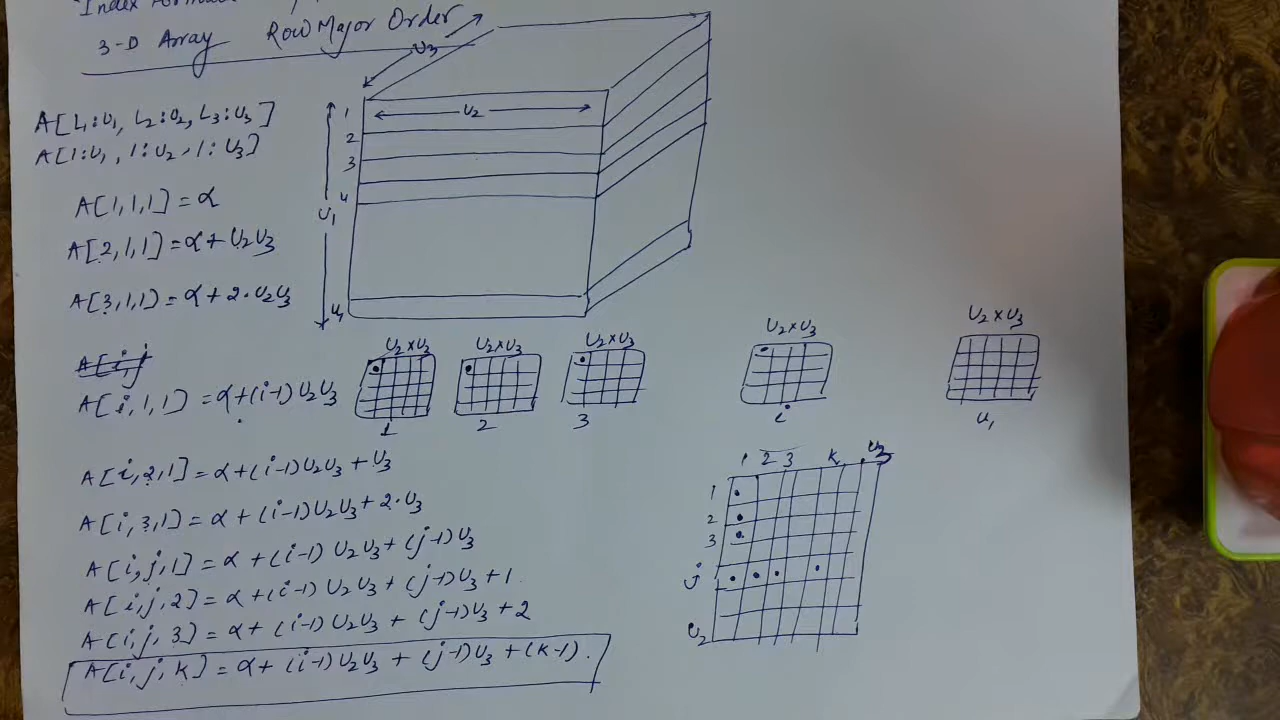 Index Formula
3-D Array Row Major Order
A[L1:U1, L2:U2, L3:U3]
A[1:U1, 1:U2, 1:U3]
A[1,1,1] = α
A[2,1,1] = α + U2U3
A[3,1,1) = α + 2·U2U3
A[i,j
A[i,1,1) = α + (i-1) U2U3
A[i,2,1] = α + (i-1) U2U3 + U3
A[i,3,1] = α + (i-1) U2U3 + 2·U3
A[i,j,1] = α + (i-1) U2U3 + (j-1)U3
A[i,j,2] = α + (i-1) U2U3 + (j-1)U3 + 1
A(i,j,3) = α + (i-1) U2U3 + (j-1)U3 + 2
A[i,j,k] = α + (i-1)U2U3 + (j-1)U3 + (k-1).
U3
U2
1
2
3
4
U1
U1
U2×U3 U2×U3 U2×U3 U2×U3 U2×U3
1 2 3 i U1
1 2 3 k U3
1
2
3
j
U2